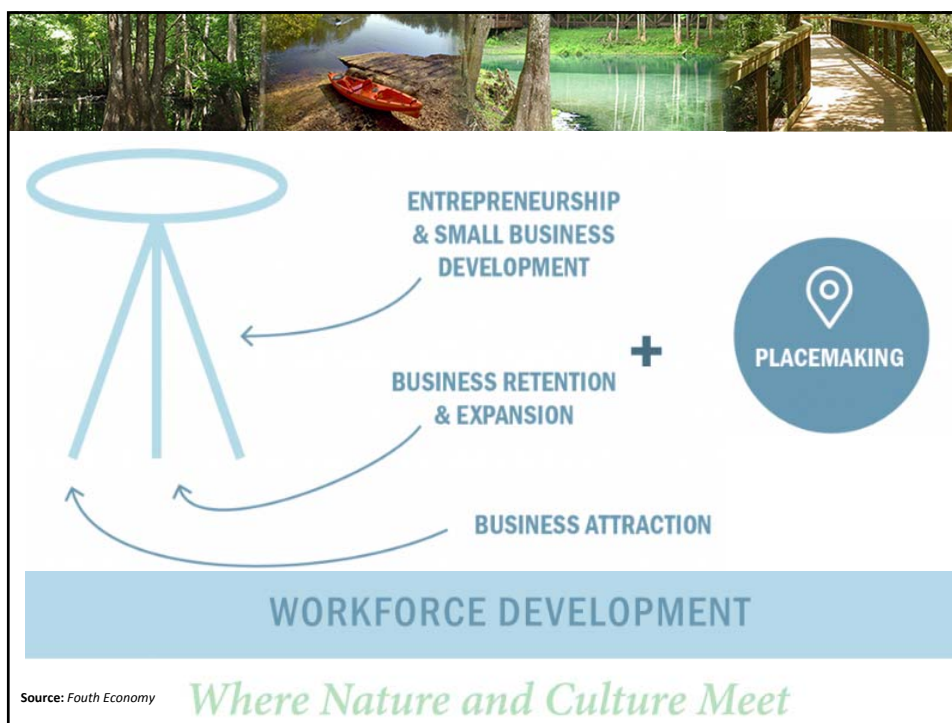 ENTREPRENEURSHIP
& SMALL BUSINESS
DEVELOPMENT
+
PLACEMAKING
BUSINESS RETENTION
& EXPANSION
BUSINESS ATTRACTION
WORKFORCE DEVELOPMENT
Source: Fouth Economy
Where Nature and Culture Meet